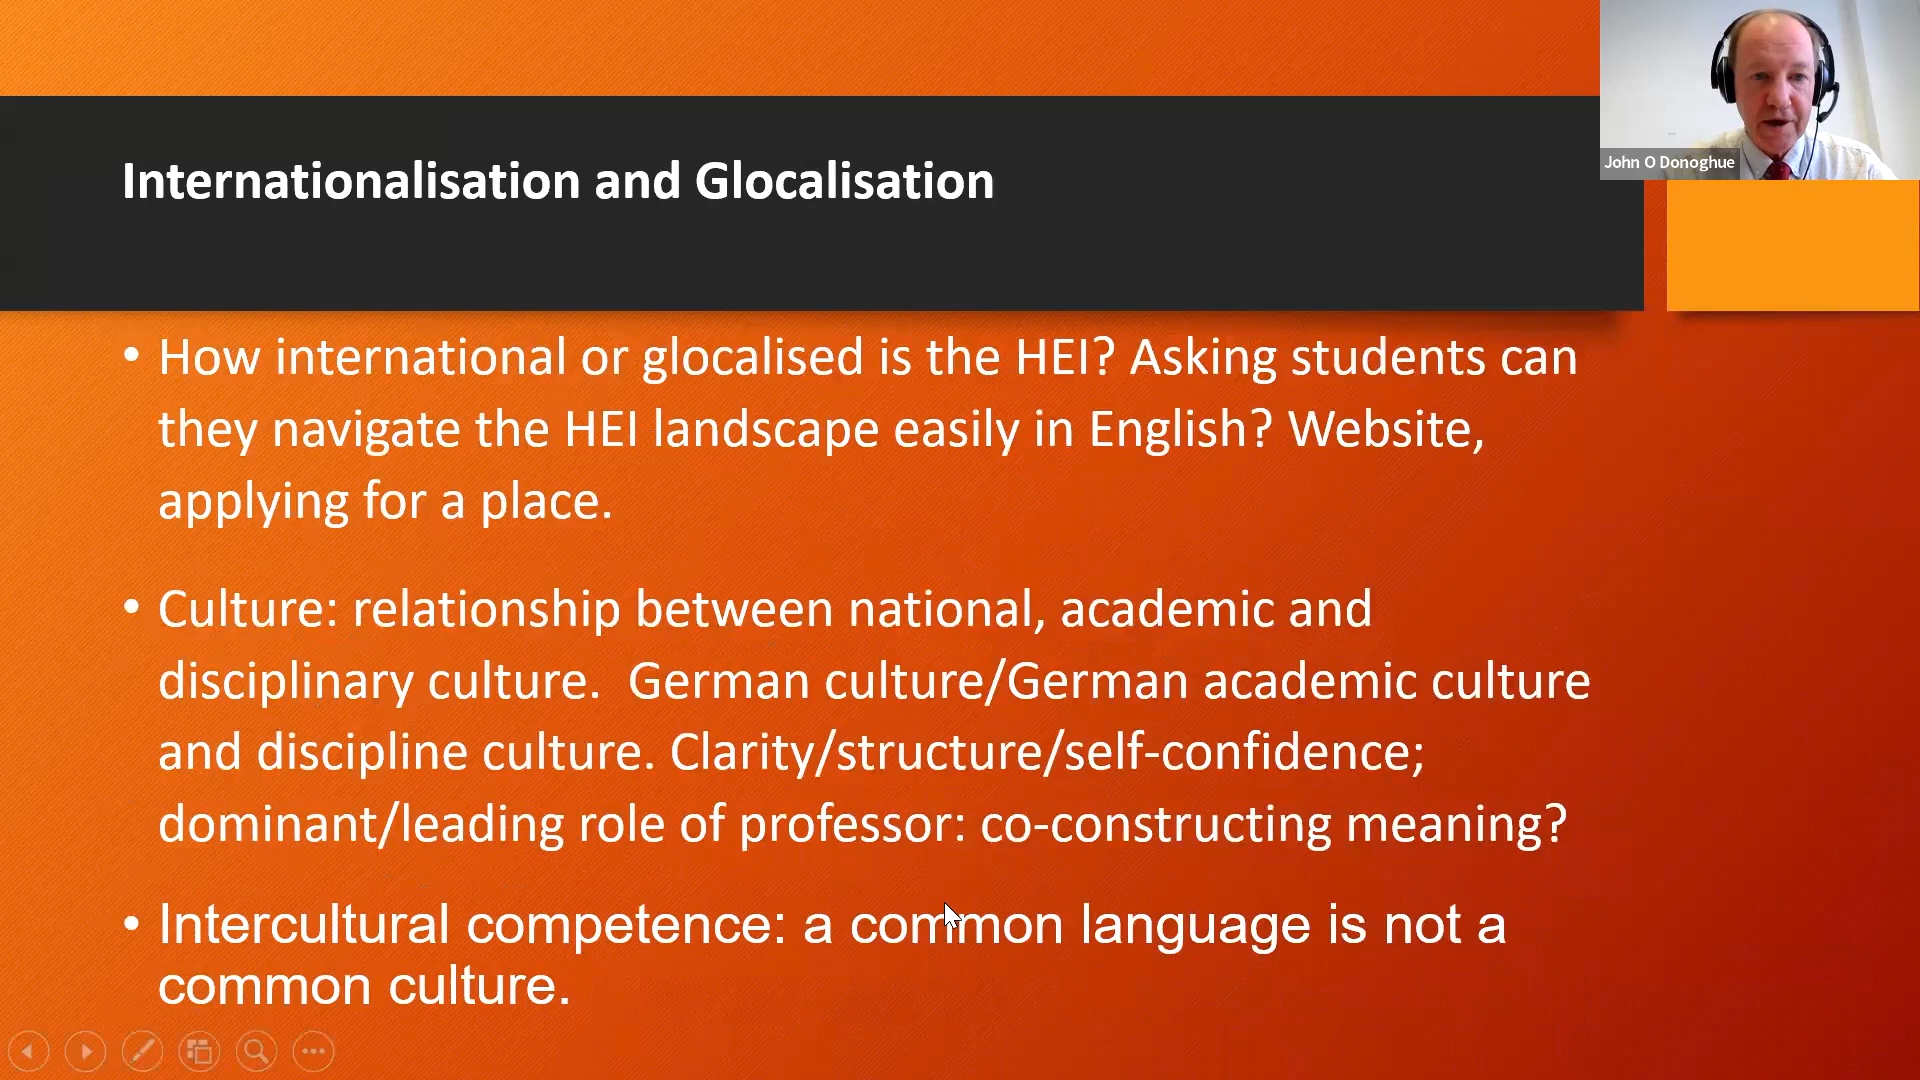 John O Donoghue
Internationalisation and Glocalisation
• How international or glocalised is the HEI? Asking students can
they navigate the HEI landscape easily in English? Website,
applying for a place.
• Culture: relationship between national, academic and
disciplinary culture.  German culture/German academic culture
and discipline culture. Clarity/structure/self-confidence;
dominant/leading role of professor: co-constructing meaning?
• Intercultural competence: a common language is not a
common culture.